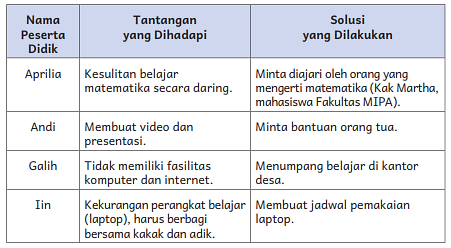 Nama Peserta Didik
Tantangan yang Dihadapi
Solusi yang Dilakukan
Aprilia
Kesulitan belajar
matematika secara daring.
Minta diajari oleh orang yang
mengerti matematika (Kak Martha,
mahasiswa Fakultas MIPA).
Andi
Membuat video dan
presentasi.
Minta bantuan orang tua.
Galih
Tidak memiliki fasilitas
komputer dan internet.
Menumpang belajar di kantor
desa.
Iin
Kekurangan perangkat belajar
(laptop), harus berbagi
bersama kakak dan adik.
Membuat jadwal pemakaian
laptop.